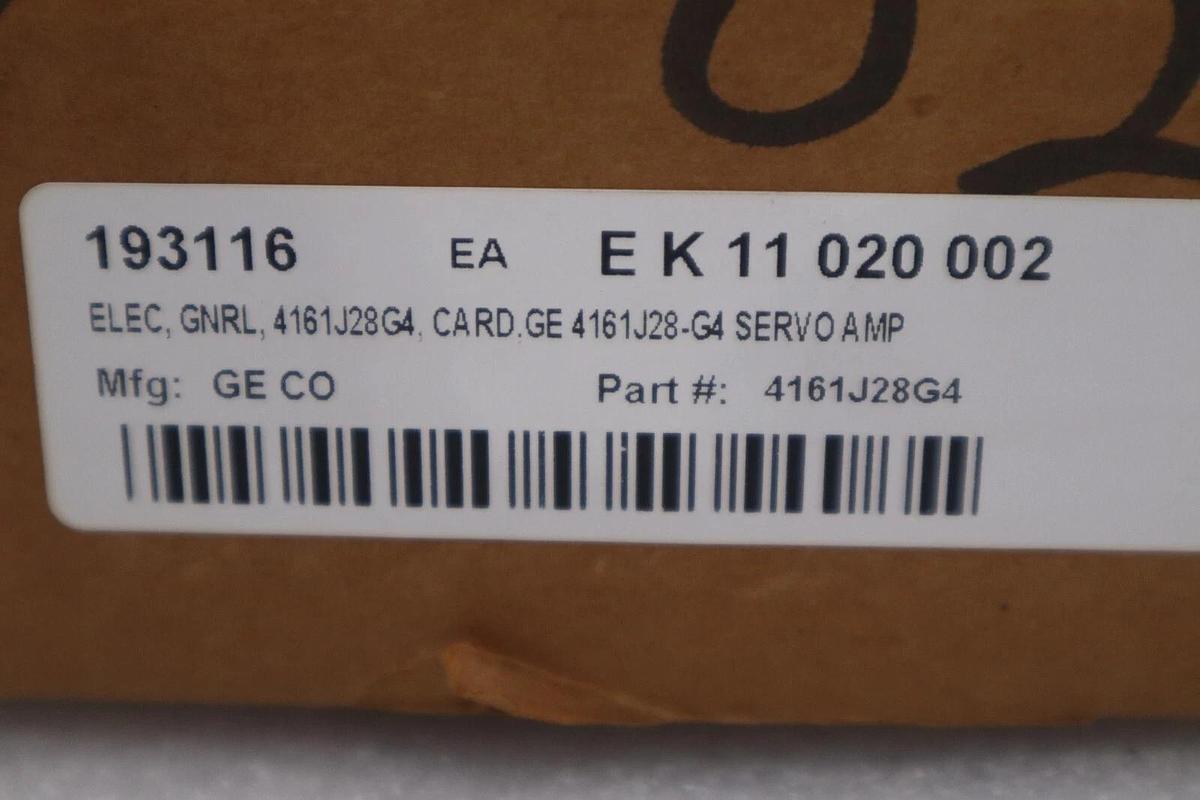 193116 EA E K 11 020 002
ELEC, GNRL, 4161J28G4, CARD.GE 4161J28-G4 SERVO AMP
Mfg: GE CO Part #: 4161J28G4